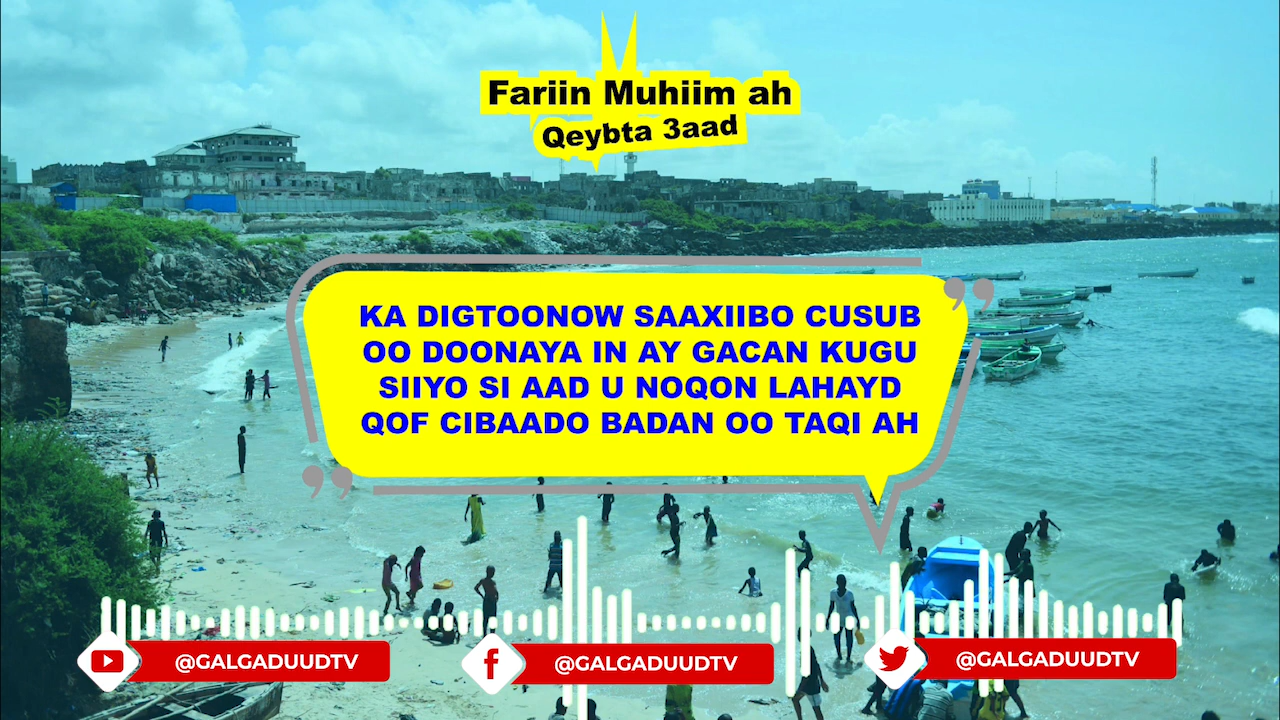 Fariin Muhiim ah
Qeybta 3aad
KA DIGTOONOW SAAXIIBO CUSUB
OO DOONAYA IN AY GACAN KUGU
SIIYO SI AAD U NOQON LAHAYD
QOF CIBAADO BADAN OO TAQI AH
@GALGADUUDTV
@GALGADUUDTV
@GALGADUUDTV